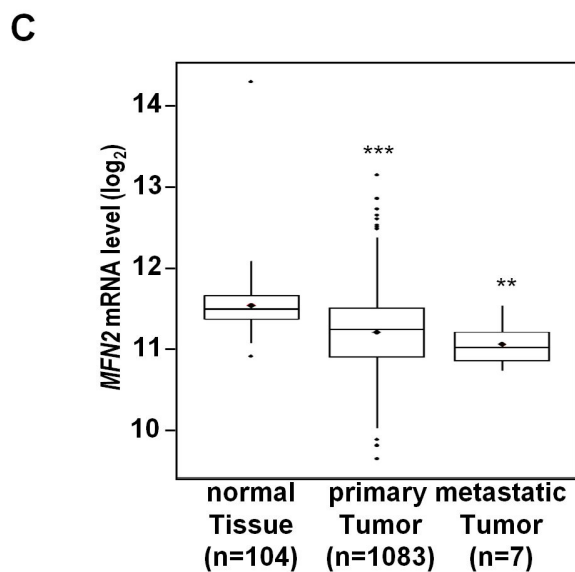 C
MFN2 mRNA level (log₂)
14
13
12
11
10
***
**
normal
Tissue
(n=104)
primary
Tumor
(n=1083)
metastatic
Tumor
(n=7)